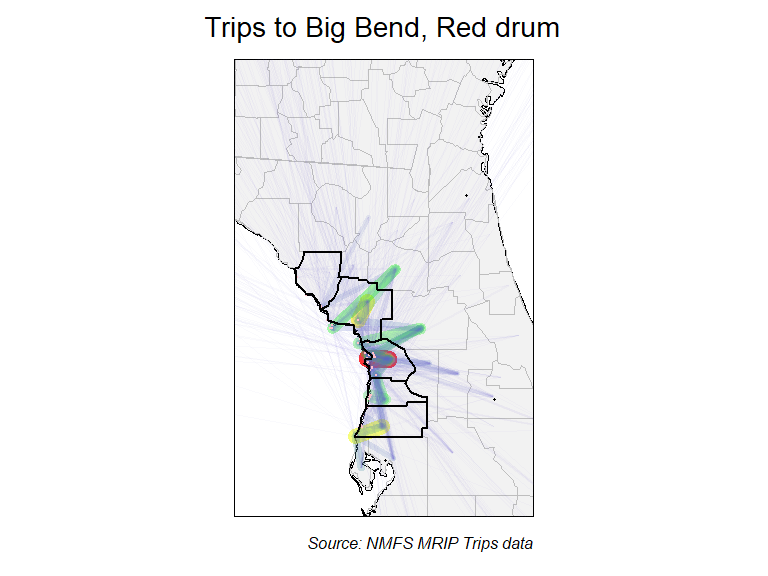 Trips to Big Bend, Red drum
Source: NMFS MRIP Trips data